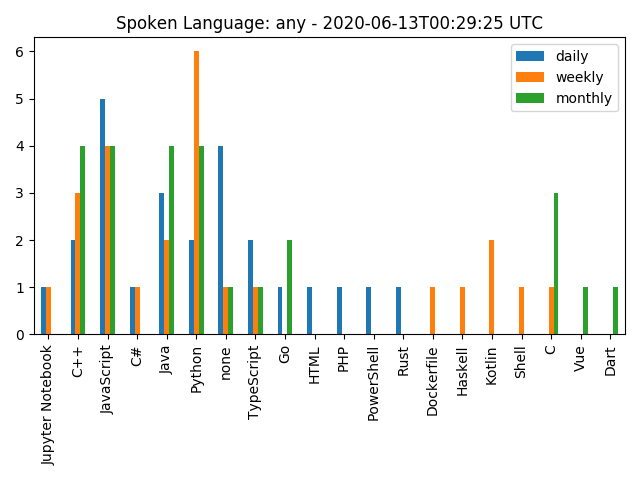 Spoken Language: any - 2020-06-13T00:29:25 UTC
daily
weekly
monthly
6
5
4
3
2
1
0
Jupyter Notebook
C++
JavaScript
C#
Java
Python
none
TypeScript
Go
HTML
PHP
PowerShell
Rust
Dockerfile
Haskell
Kotlin
Shell
C
Vue
Dart